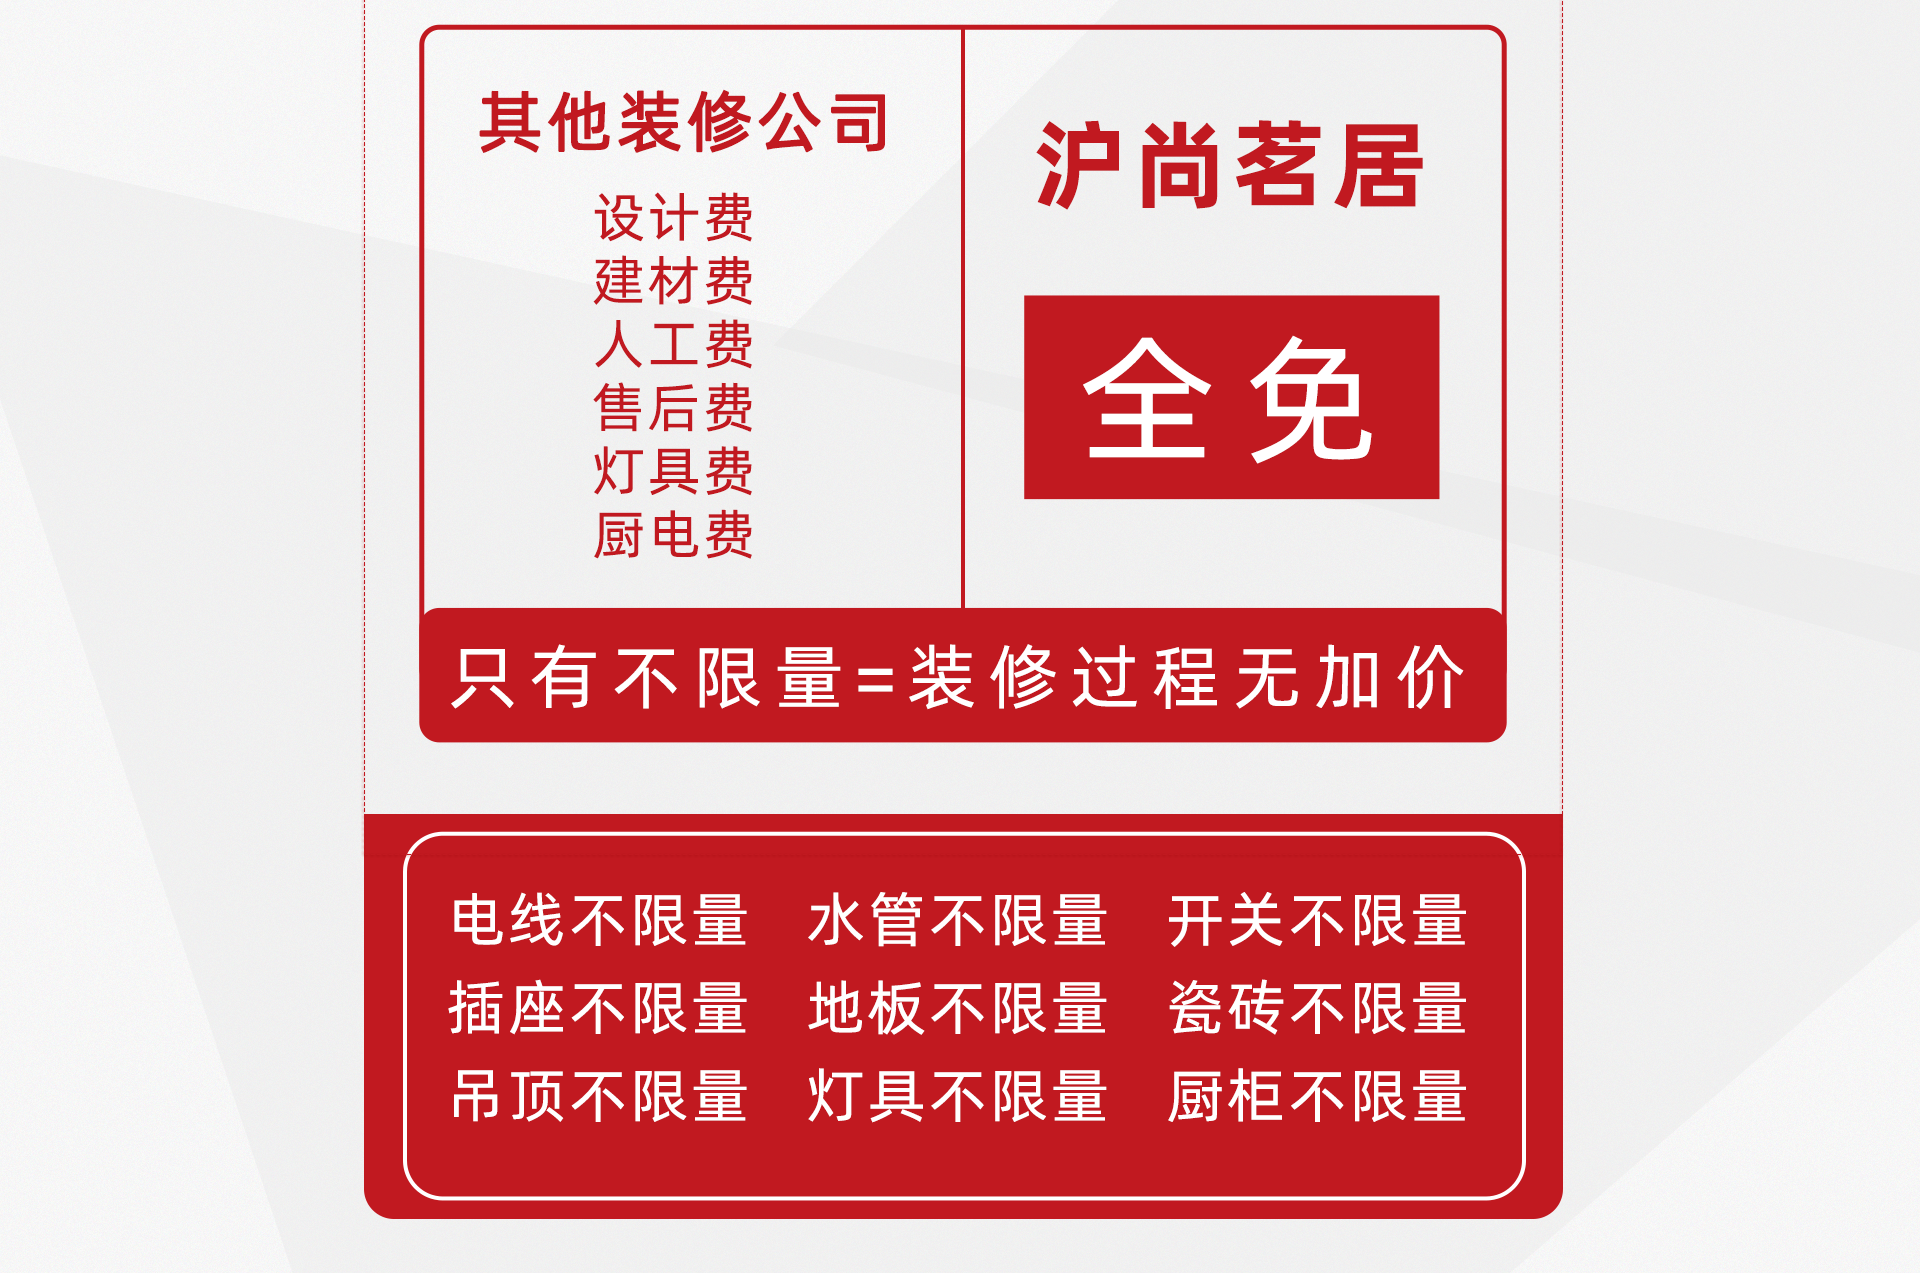 其他装修公司
设计费
建材费
人工费
售后费
灯具费
厨电费
沪尚茗居
全免
只有不限量=装修过程无加价
电线不限量 水管不限量 开关不限量
插座不限量 地板不限量 瓷砖不限量
吊顶不限量 灯具不限量 厨柜不限量